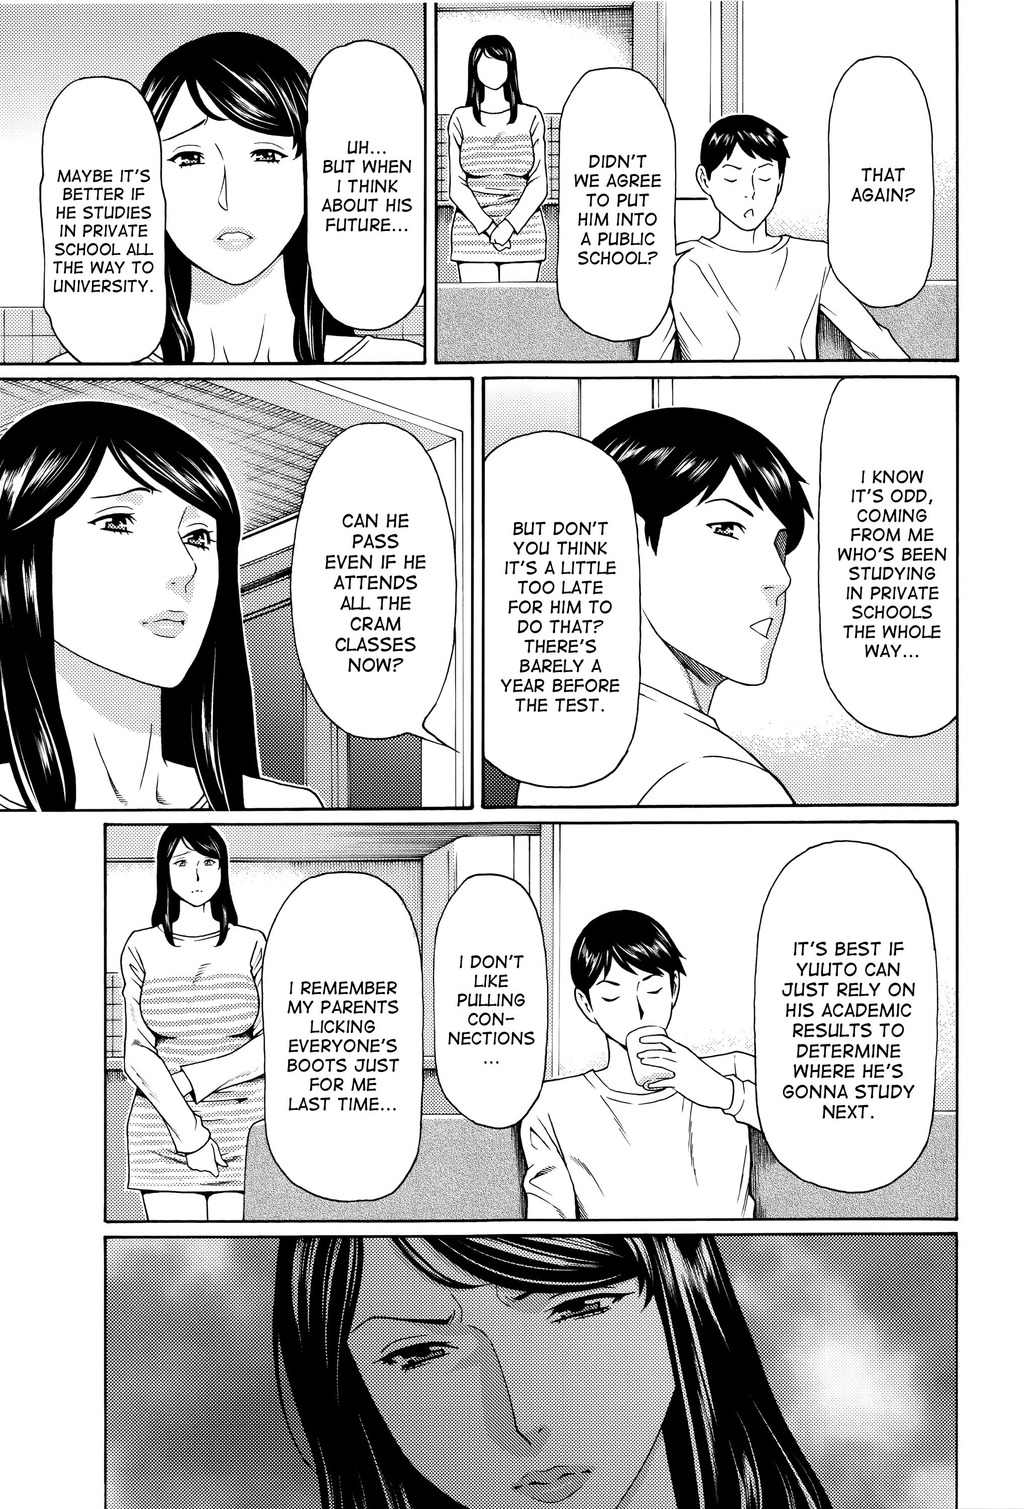 THAT
AGAIN?
DIDN'T
WE AGREE
TO PUT
HIM INTO
A PUBLIC
SCHOOL?
UH...
BUT WHEN
I THINK
ABOUT HIS
FUTURE...
MAYBE IT'S
BETTER IF
HE STUDIES
IN PRIVATE
SCHOOL ALL
THE WAY TO
UNIVERSITY.
I KNOW
IT'S ODD,
COMING
FROM ME
WHO'S BEEN
STUDYING
IN PRIVATE
SCHOOLS
THE WHOLE
WAY...
BUT DON'T
YOU THINK
IT'S A LITTLE
TOO LATE
FOR HIM TO
DO THAT?
THERE'S
BARELY A
YEAR BEFORE
THE TEST.
CAN HE
PASS
EVEN IF HE
ATTENDS
ALL THE
CRAM
CLASSES
NOW?
IT'S BEST IF
YUUTO CAN
JUST RELY ON
HIS ACADEMIC
RESULTS TO
DETERMINE
WHERE HE'S
GONNA STUDY
NEXT.
I DON'T
LIKE
PULLING
CON-
NECTIONS
...
I REMEMBER
MY PARENTS
LICKING
EVERYONE'S
BOOTS JUST
FOR ME
LAST TIME...